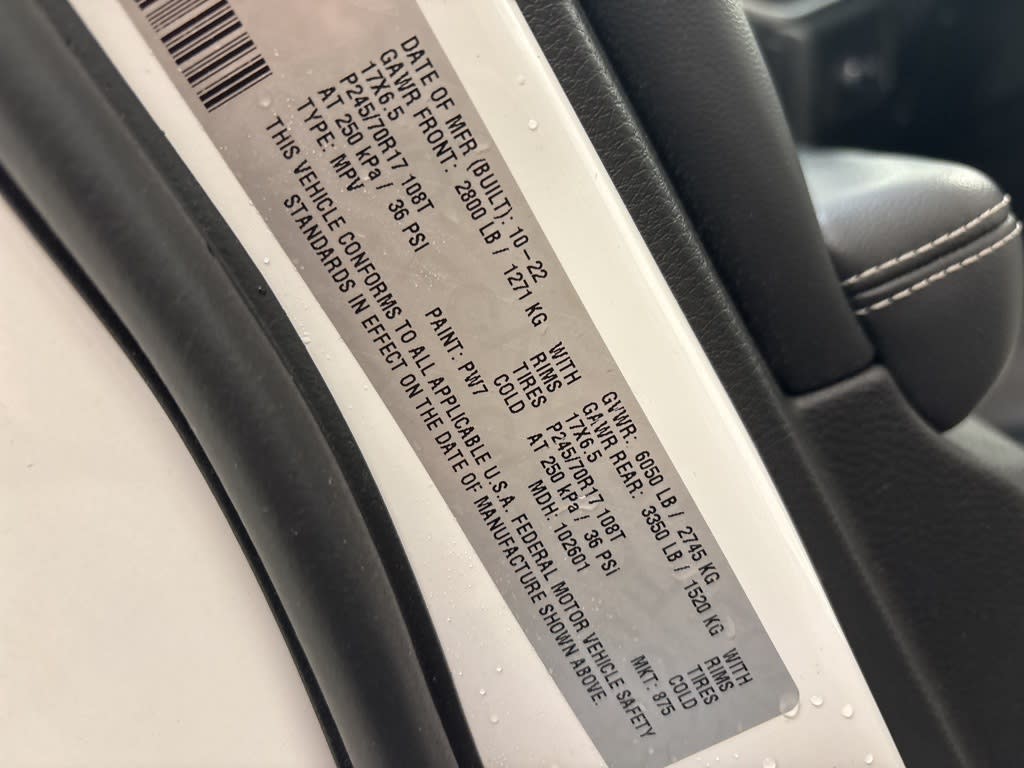 DATE OF MFR (BUILT): 10-22 GVWR: 6050 LB / 2745 KG
GAWR FRONT: 2800 LB / 1271 KG WITH GAWR REAR: 3350 LB / 1520 KG WITH
17X6.5 RIMS 17X6.5 RIMS
P245/70R17 108T TIRES P245/70R17 108T TIRES
AT 250 kPa / 36 PSI COLD AT 250 kPa / 36 PSI COLD
TYPE: MPV PAINT: PW7 MDH: 102601 MKT: 875
THIS VEHICLE CONFORMS TO ALL APPLICABLE U.S.A. FEDERAL MOTOR VEHICLE SAFETY
STANDARDS IN EFFECT ON THE DATE OF MANUFACTURE SHOWN ABOVE.